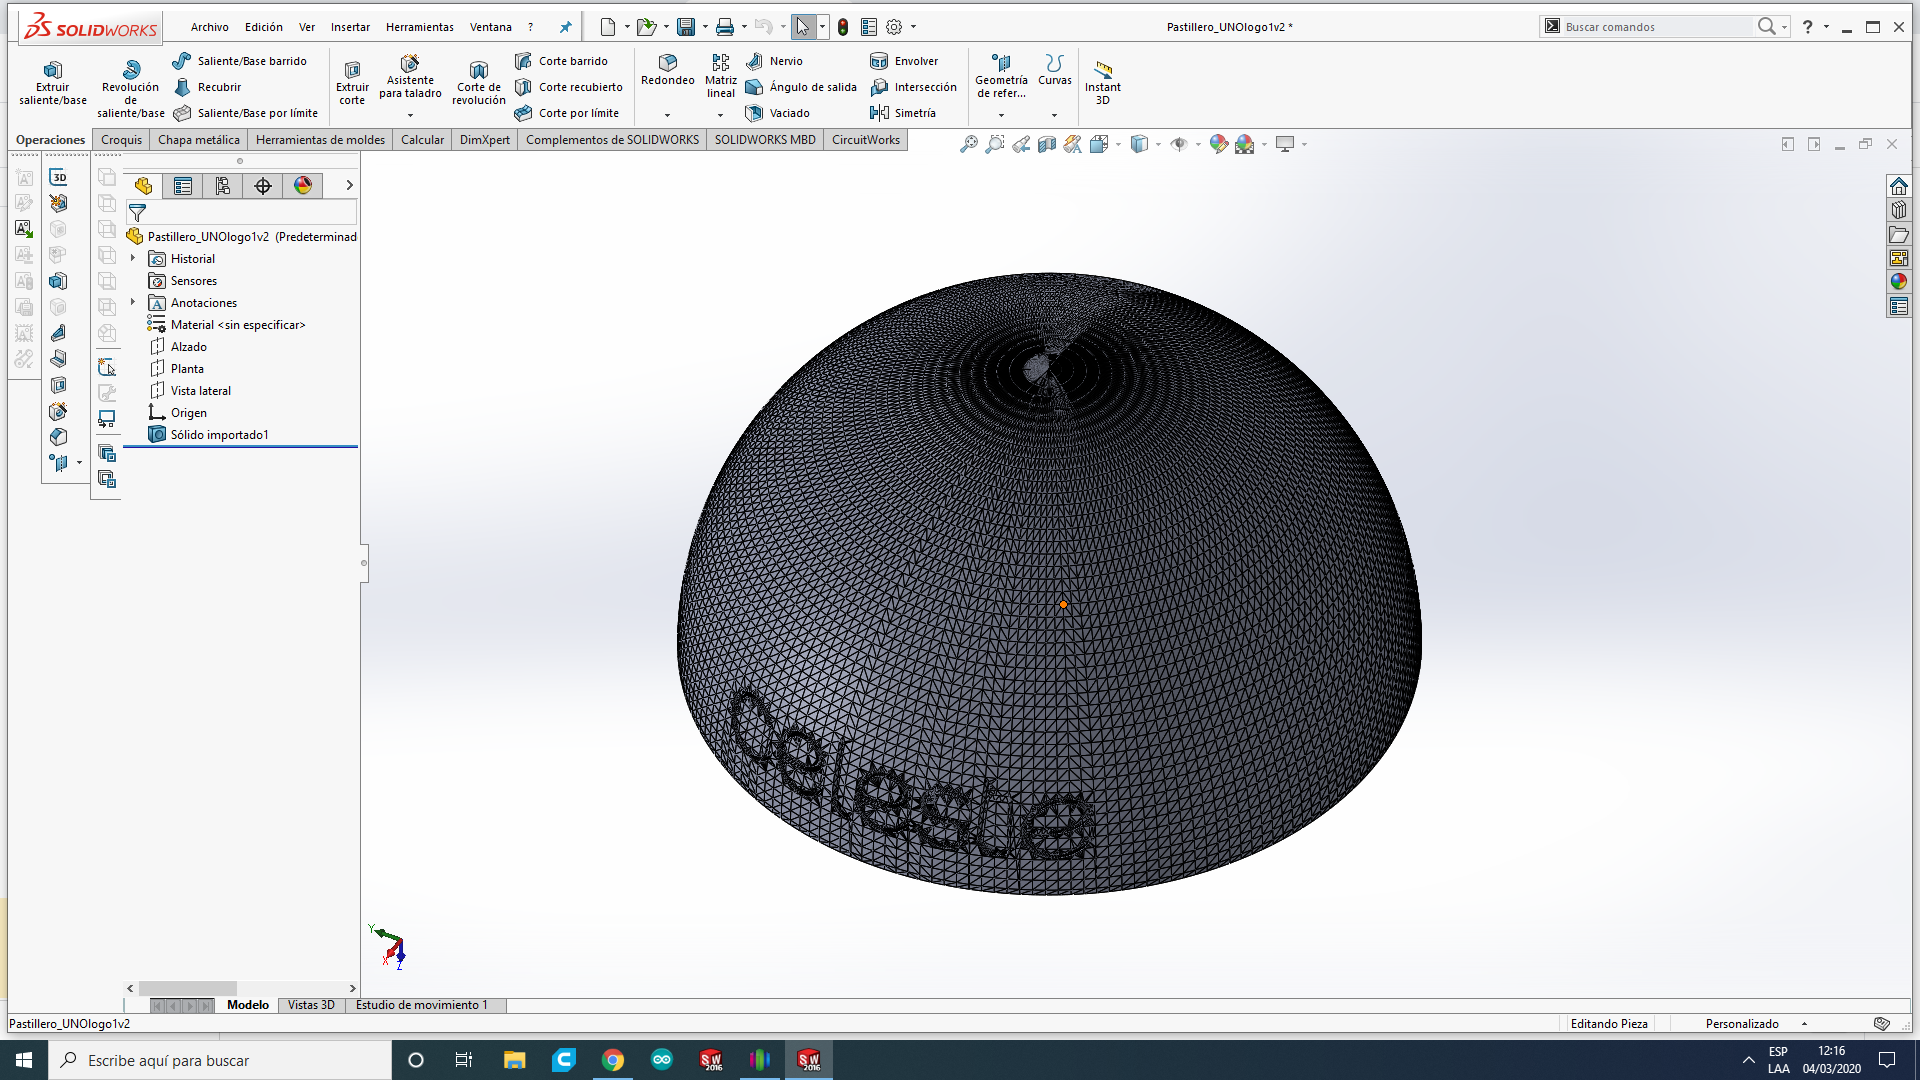 SOLIDWORKS
Archivo Edición Ver Insertar Herramientas Ventana ?
Pastillero_UNOlogo1v2 *
Buscar comandos
?
Extruir saliente/base
Revolución de saliente/base
Saliente/Base barrido
Recubrir
Saliente/Base por límite
Extruir corte
Asistente para taladro
Corte de revolución
Corte barrido
Corte recubierto
Corte por límite
Redondeo
Matriz lineal
Nervio
Ángulo de salida
Vaciado
Envolver
Intersección
Simetría
Geometría de refer...
Curvas
Instant 3D
Operaciones Croquis Chapa metálica Herramientas de moldes Calcular DimXpert Complementos de SOLIDWORKS SOLIDWORKS MBD CircuitWorks
3D
Pastillero_UNOlogo1v2 (Predeterminad
Historial
Sensores
Anotaciones
Material <sin especificar>
Alzado
Planta
Vista lateral
Origen
Sólido importado1
Celeste
Y
X
Z
Modelo Vistas 3D Estudio de movimiento 1
Pastillero_UNOlogo1v2
Editando Pieza
Personalizado
Escribe aquí para buscar
SW 2016
SW 2016
ESP
LAA
12:16
04/03/2020